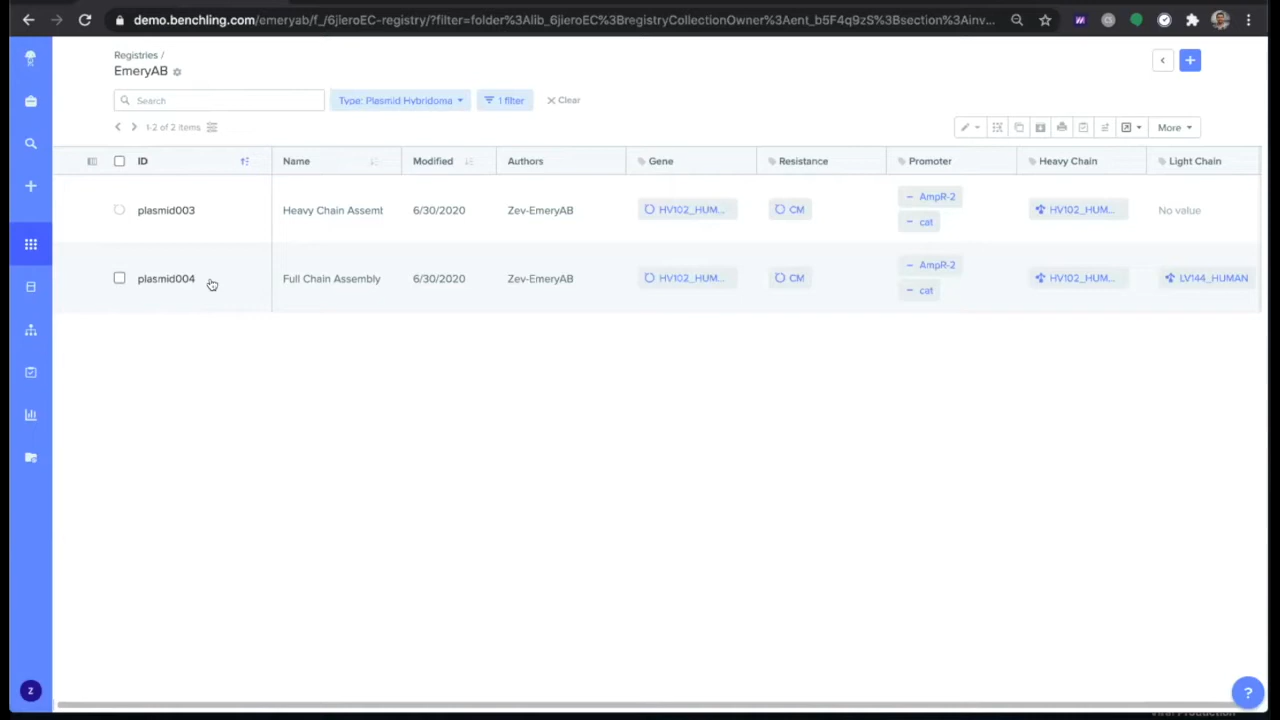 demo.benchling.com/emeryab/f_/6jIeroEC-registry/?filter=folder%3Alib_6jIeroEC%3BregistryCollectionOwner%3Aent_b5F4q9zS%3Bsection%3Ainv...
Registries /
EmeryAB
Search
Type: Plasmid Hybridoma
1 filter
Clear
1-2 of 2 items
More
ID Name Modified Authors Gene Resistance Promoter Heavy Chain Light Chain
plasmid003 Heavy Chain Assembl 6/30/2020 Zev-EmeryAB HV102_HUM... CM AmpR-2 HV102_HUM... No value
cat
plasmid004 Full Chain Assembly 6/30/2020 Zev-EmeryAB HV102_HUM... CM AmpR-2 HV102_HUM... LV144_HUMAN
cat
Z
?